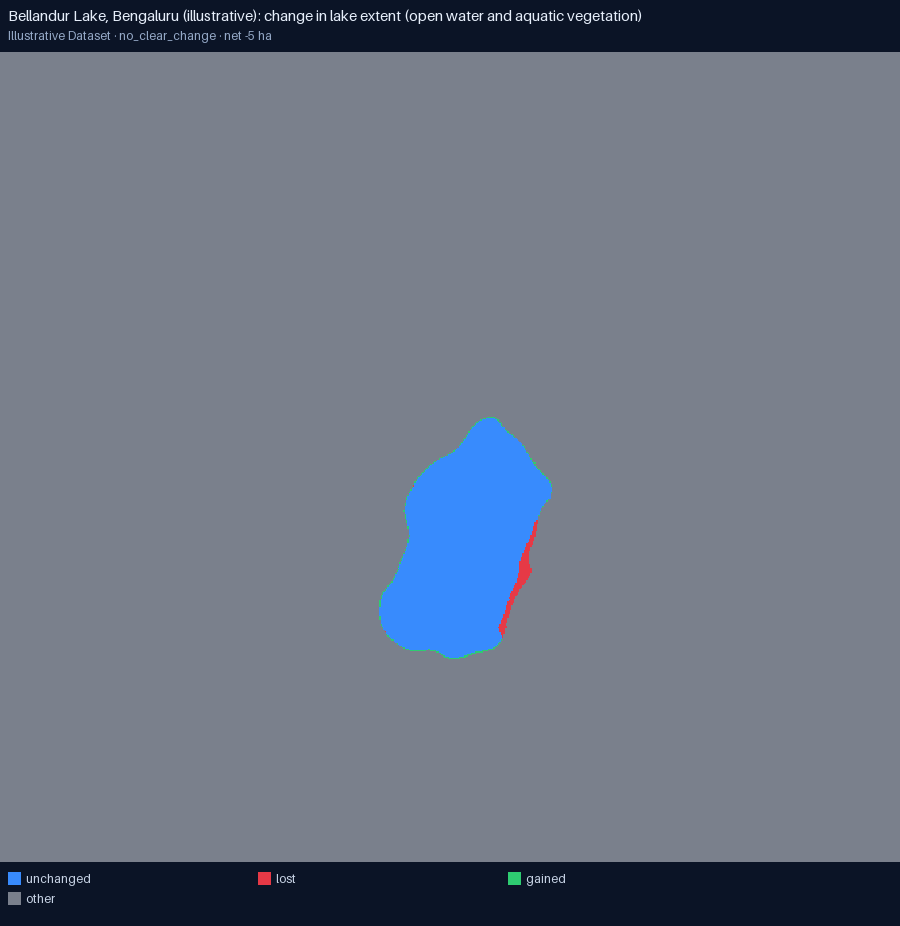 Bellandur Lake, Bengaluru (illustrative): change in lake extent (open water and aquatic vegetation)
Illustrative Dataset · no_clear_change · net -5 ha
unchanged
lost
gained
other